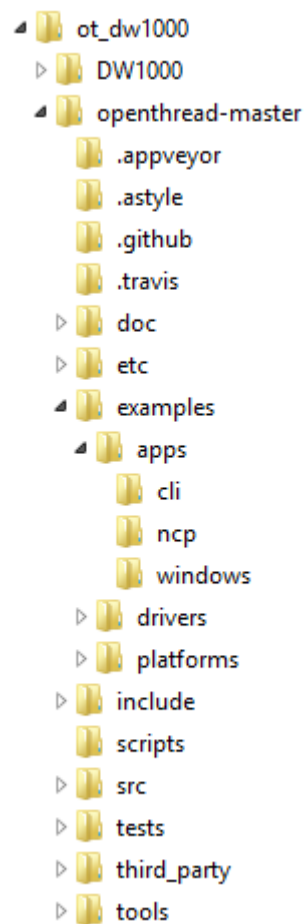 ot_dw1000
DW1000
openthread-master
.appveyor
.astyle
.github
.travis
doc
etc
examples
apps
cli
ncp
windows
drivers
platforms
include
scripts
src
tests
third_party
tools